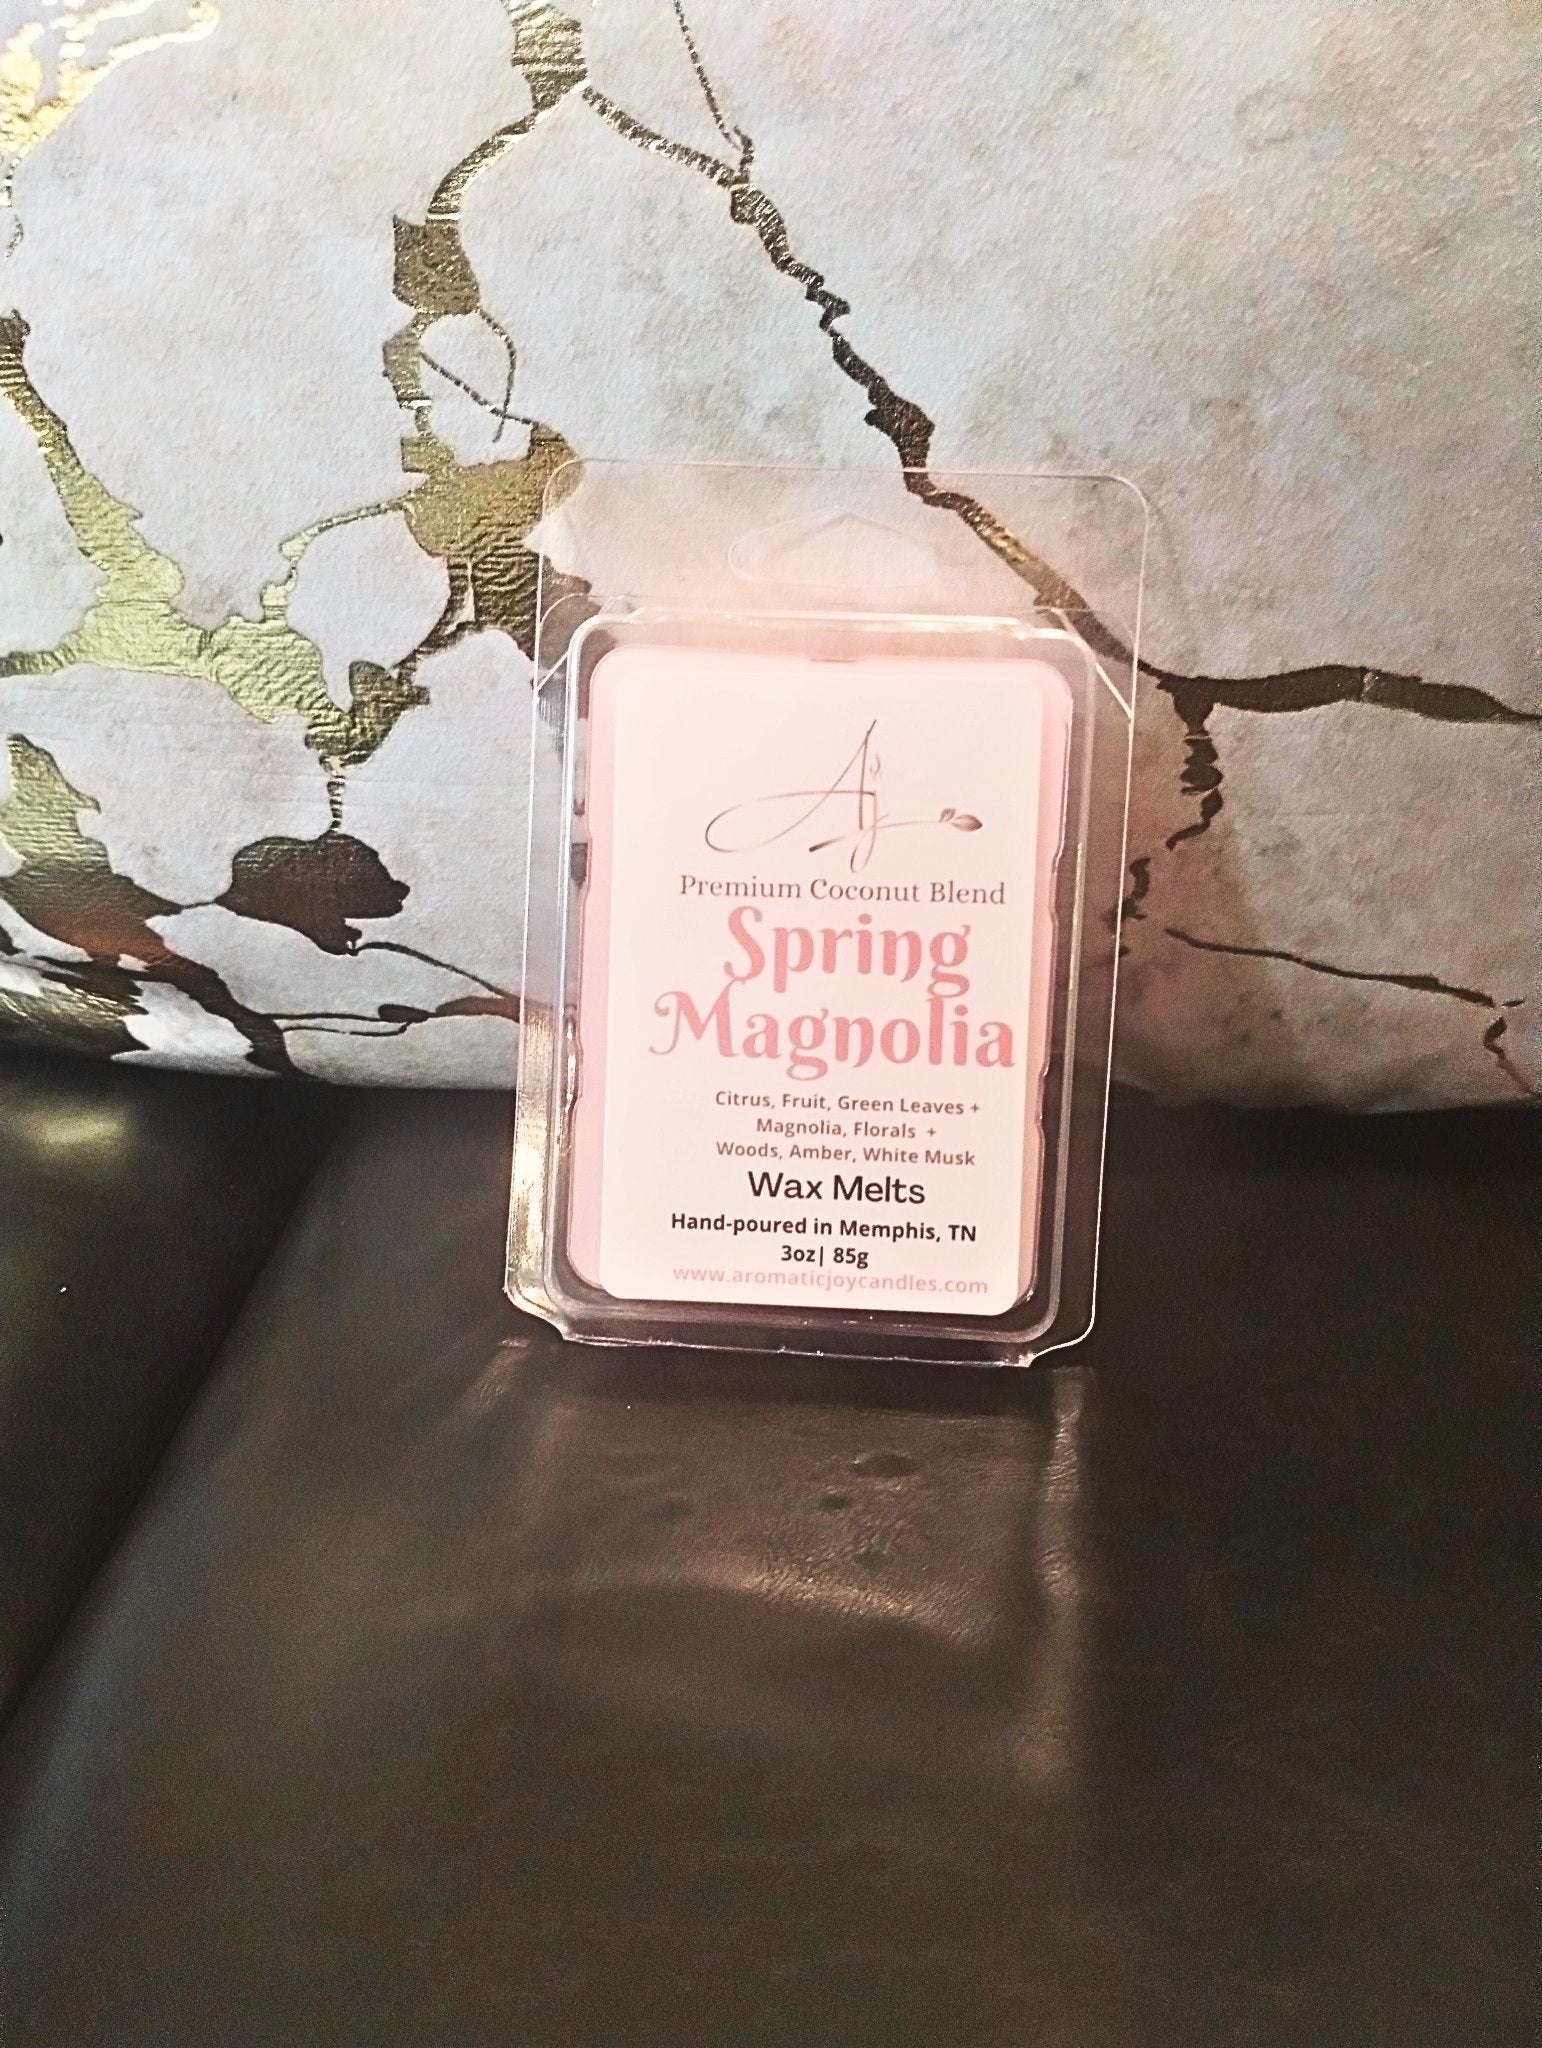 Aj
Premium Coconut Blend
Spring
Magnolia
Citrus, Fruit, Green Leaves +
Magnolia, Florals +
Woods, Amber, White Musk
Wax Melts
Hand-poured in Memphis, TN
3oz| 85g
www.aromaticjoycandles.com